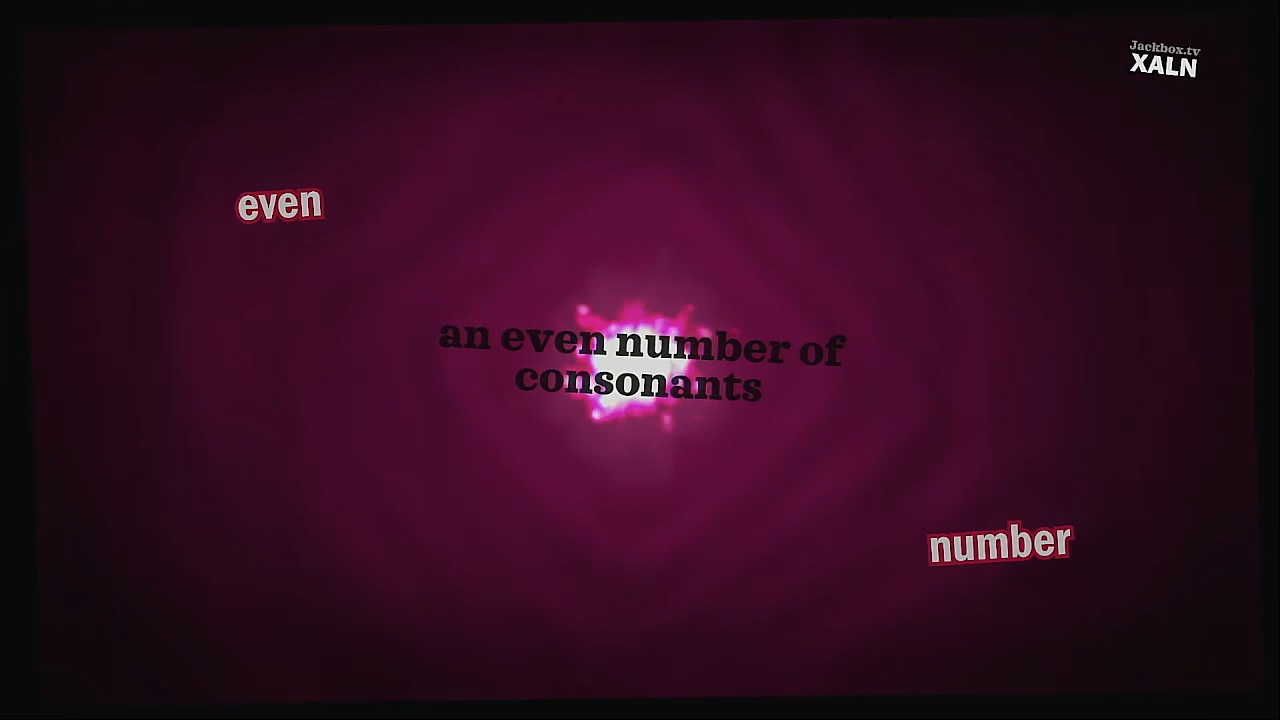 Jackbox.tv
XALN
even
an even number of
consonants
number